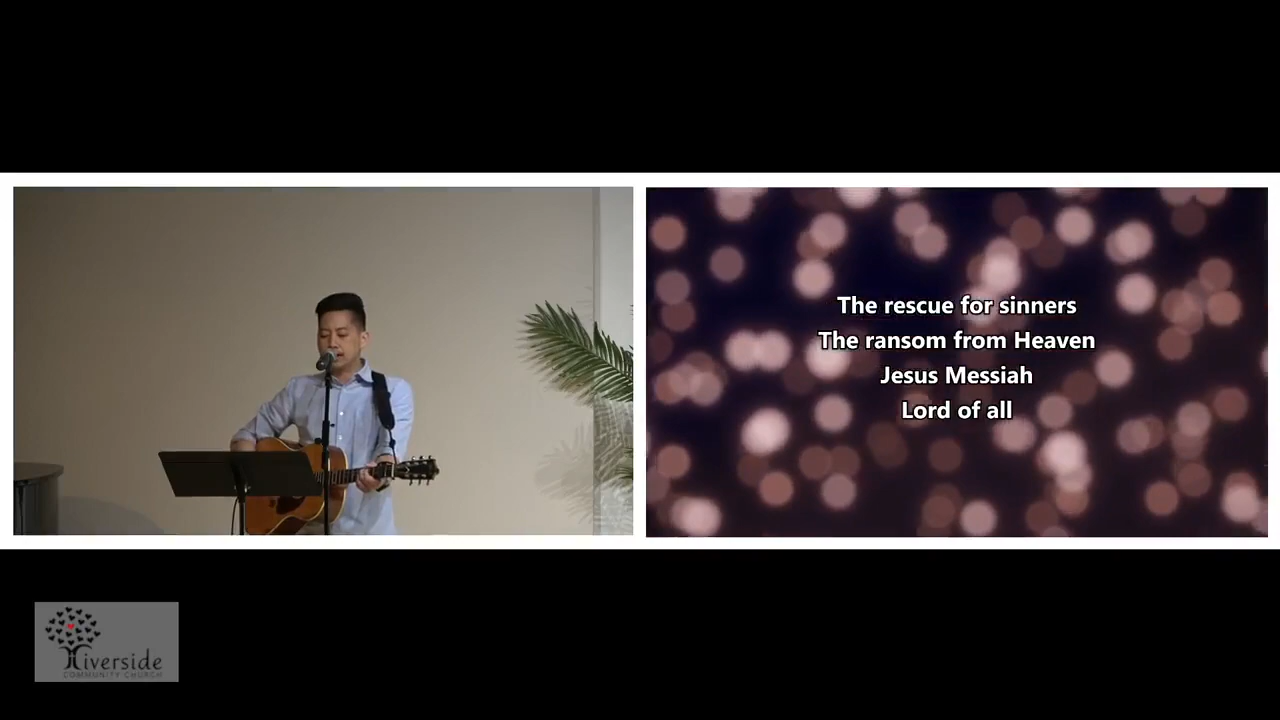 The rescue for sinners
The ransom from Heaven
Jesus Messiah
Lord of all
Riverside
COMMUNITY CHURCH